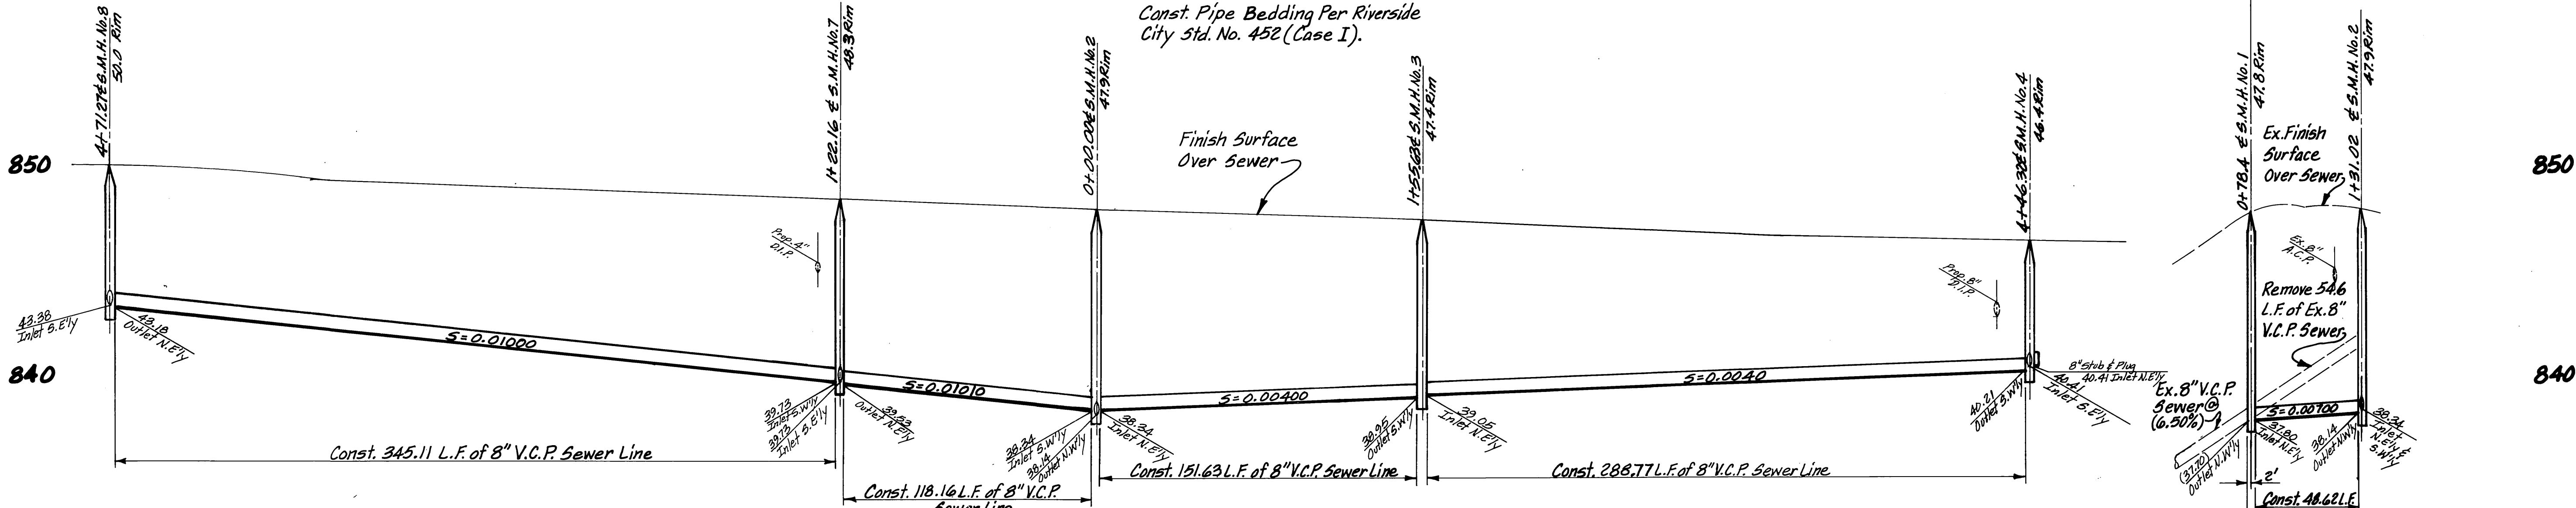 Const. Pipe Bedding Per Riverside
City Std. No. 452 (Case I).
4+71.27 ℄ S.M.H. No. 8
50.0 Rim
1+22.16 ℄ S.M.H. No. 7
48.3 Rim
0+00.00 ℄ S.M.H. No. 2
47.9 Rim
1+55.63 ℄ S.M.H. No. 3
47.4 Rim
4+46.30 ℄ S.M.H. No. 4
46.4 Rim
0+78.4 ℄ S.M.H. No. 1
47.8 Rim
1+31.02 ℄ S.M.H. No. 2
47.9 Rim
850
Finish Surface
Over Sewer
Ex. Finish
Surface
Over Sewer
850
Prop. 4"
D.I.P.
Prop. 8"
D.I.P.
Ex. 8"
A.C.P.
Remove 54.6
L.F. of Ex. 8"
V.C.P. Sewer
840
43.38
Inlet S.E'ly
43.18
Outlet N.E'ly
S=0.01000
39.73
Inlet S.W'ly
39.73
Inlet S.E'ly
39.53
Outlet N.E'ly
S=0.01010
38.34
Inlet S.W'ly
38.14
Outlet N.W'ly
38.34
Inlet N.E'ly
S=0.00400
38.95
Outlet S.W'ly
39.05
Inlet N.E'ly
S=0.0040
40.21
Outlet S.W'ly
8" Stub & Plug
40.41 Inlet N.E'ly
40.41
Inlet S.E'ly
Ex. 8" V.C.P.
Sewer @
(6.50%)
(37.70)
Outlet N.W'ly
S=0.00700
37.80
Inlet N.E'ly
38.14
Outlet N.W'ly
38.34
Inlet
N.E'ly &
S.W'ly
840
Const. 345.11 L.F. of 8" V.C.P. Sewer Line
Const. 118.16 L.F. of 8" V.C.P.
Sewer Line
Const. 151.63 L.F. of 8" V.C.P. Sewer Line
Const. 288.77 L.F. of 8" V.C.P. Sewer Line
2'
Const. 48.62 L.F.